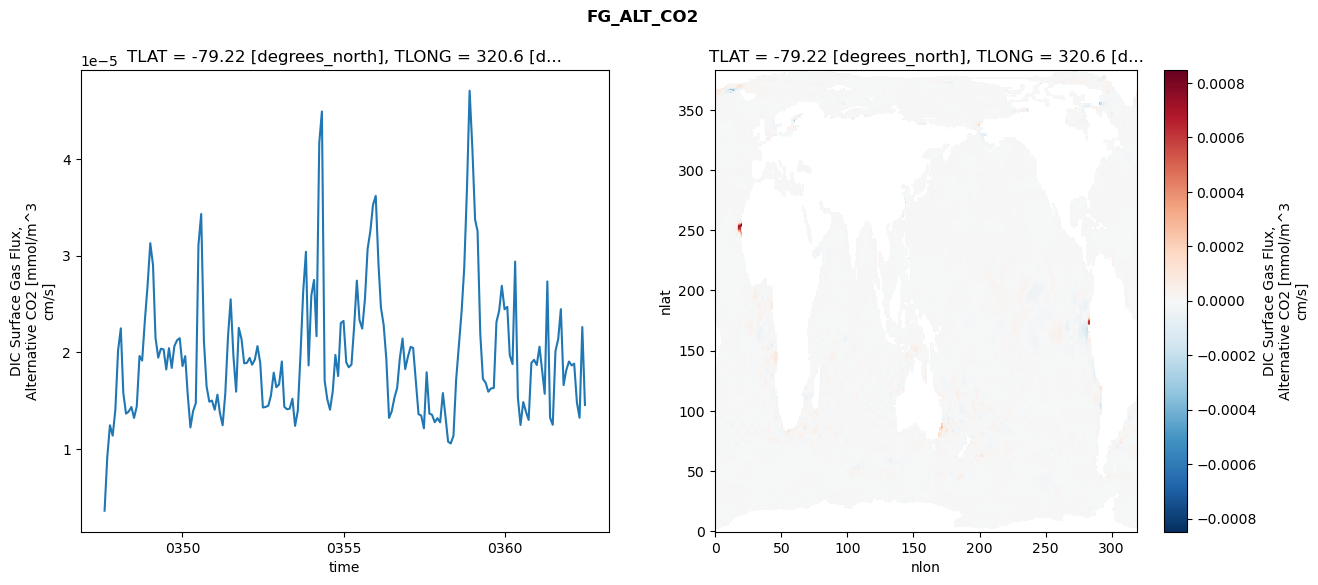 FG_ALT_CO2
TLAT = -79.22 [degrees_north], TLONG = 320.6 [d...
1e−5
4
3
2
1
DIC Surface Gas Flux,
Alternative CO2 [mmol/m^3
cm/s]
0350
0355
0360
time
TLAT = -79.22 [degrees_north], TLONG = 320.6 [d...
350
300
250
200
150
100
50
0
nlat
0
50
100
150
200
250
300
nlon
0.0008
0.0006
0.0004
0.0002
0.0000
−0.0002
−0.0004
−0.0006
−0.0008
DIC Surface Gas Flux,
Alternative CO2 [mmol/m^3
cm/s]